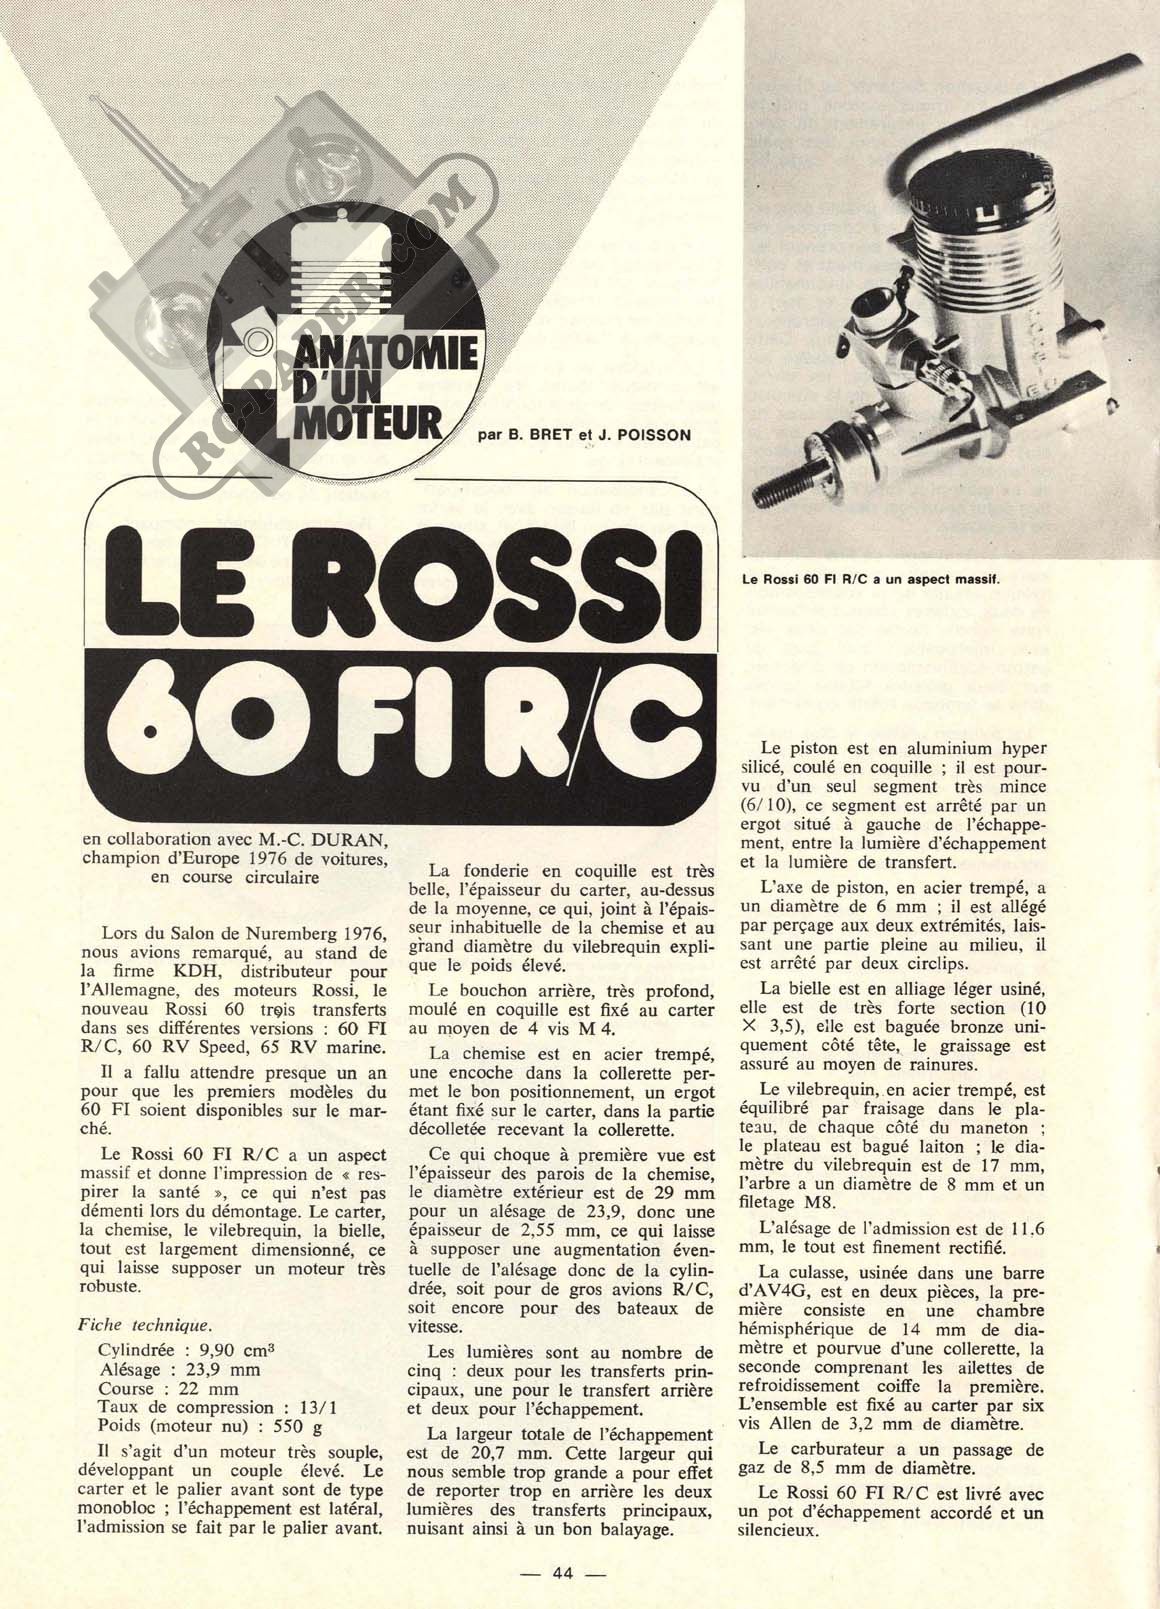 RC-PAPER.COM
ANATOMIE
D'UN
MOTEUR
par B. BRET et J. POISSON
LE ROSSI
60 FI R/C
Le Rossi 60 FI R/C a un aspect massif.
en collaboration avec M.-C. DURAN,
champion d'Europe 1976 de voitures,
en course circulaire
Lors du Salon de Nuremberg 1976,
nous avions remarqué, au stand de
la firme KDH, distributeur pour
l'Allemagne, des moteurs Rossi, le
nouveau Rossi 60 trois transferts
dans ses différentes versions : 60 FI
R/C, 60 RV Speed, 65 RV marine.
Il a fallu attendre presque un an
pour que les premiers modèles du
60 FI soient disponibles sur le mar-
ché.
Le Rossi 60 FI R/C a un aspect
massif et donne l'impression de « res-
pirer la santé », ce qui n'est pas
démenti lors du démontage. Le carter,
la chemise, le vilebrequin, la bielle,
tout est largement dimensionné, ce
qui laisse supposer un moteur très
robuste.
Fiche technique.
Cylindrée : 9,90 cm³
Alésage : 23,9 mm
Course : 22 mm
Taux de compression : 13/1
Poids (moteur nu) : 550 g
Il s'agit d'un moteur très souple,
développant un couple élevé. Le
carter et le palier avant sont de type
monobloc ; l'échappement est latéral,
l'admission se fait par le palier avant.
La fonderie en coquille est très
belle, l'épaisseur du carter, au-dessus
de la moyenne, ce qui, joint à l'épais-
seur inhabituelle de la chemise et au
grand diamètre du vilebrequin expli-
que le poids élevé.
Le bouchon arrière, très profond,
moulé en coquille est fixé au carter
au moyen de 4 vis M 4.
La chemise est en acier trempé,
une encoche dans la collerette per-
met le bon positionnement, un ergot
étant fixé sur le carter, dans la partie
décolletée recevant la collerette.
Ce qui choque à première vue est
l'épaisseur des parois de la chemise,
le diamètre extérieur est de 29 mm
pour un alésage de 23,9, donc une
épaisseur de 2,55 mm, ce qui laisse
à supposer une augmentation éven-
tuelle de l'alésage donc de la cylin-
drée, soit pour de gros avions R/C,
soit encore pour des bateaux de
vitesse.
Les lumières sont au nombre de
cinq : deux pour les transferts prin-
cipaux, une pour le transfert arrière
et deux pour l'échappement.
La largeur totale de l'échappement
est de 20,7 mm. Cette largeur qui
nous semble trop grande a pour effet
de reporter trop en arrière les deux
lumières des transferts principaux,
nuisant ainsi à un bon balayage.
Le piston est en aluminium hyper
silicé, coulé en coquille ; il est pour-
vu d'un seul segment très mince
(6/10), ce segment est arrêté par un
ergot situé à gauche de l'échappe-
ment, entre la lumière d'échappement
et la lumière de transfert.
L'axe de piston, en acier trempé, a
un diamètre de 6 mm ; il est allégé
par perçage aux deux extrémités, lais-
sant une partie pleine au milieu, il
est arrêté par deux circlips.
La bielle est en alliage léger usiné,
elle est de très forte section (10
× 3,5), elle est baguée bronze uni-
quement côté tête, le graissage est
assuré au moyen de rainures.
Le vilebrequin, en acier trempé, est
équilibré par fraisage dans le pla-
teau, de chaque côté du maneton ;
le plateau est bagué laiton ; le dia-
mètre du vilebrequin est de 17 mm,
l'arbre a un diamètre de 8 mm et un
filetage M8.
L'alésage de l'admission est de 11,6
mm, le tout est finement rectifié.
La culasse, usinée dans une barre
d'AV4G, est en deux pièces, la pre-
mière consiste en une chambre
hémisphérique de 14 mm de dia-
mètre et pourvue d'une collerette, la
seconde comprenant les ailettes de
refroidissement coiffe la première.
L'ensemble est fixé au carter par six
vis Allen de 3,2 mm de diamètre.
Le carburateur a un passage de
gaz de 8,5 mm de diamètre.
Le Rossi 60 FI R/C est livré avec
un pot d'échappement accordé et un
silencieux.
— 44 —